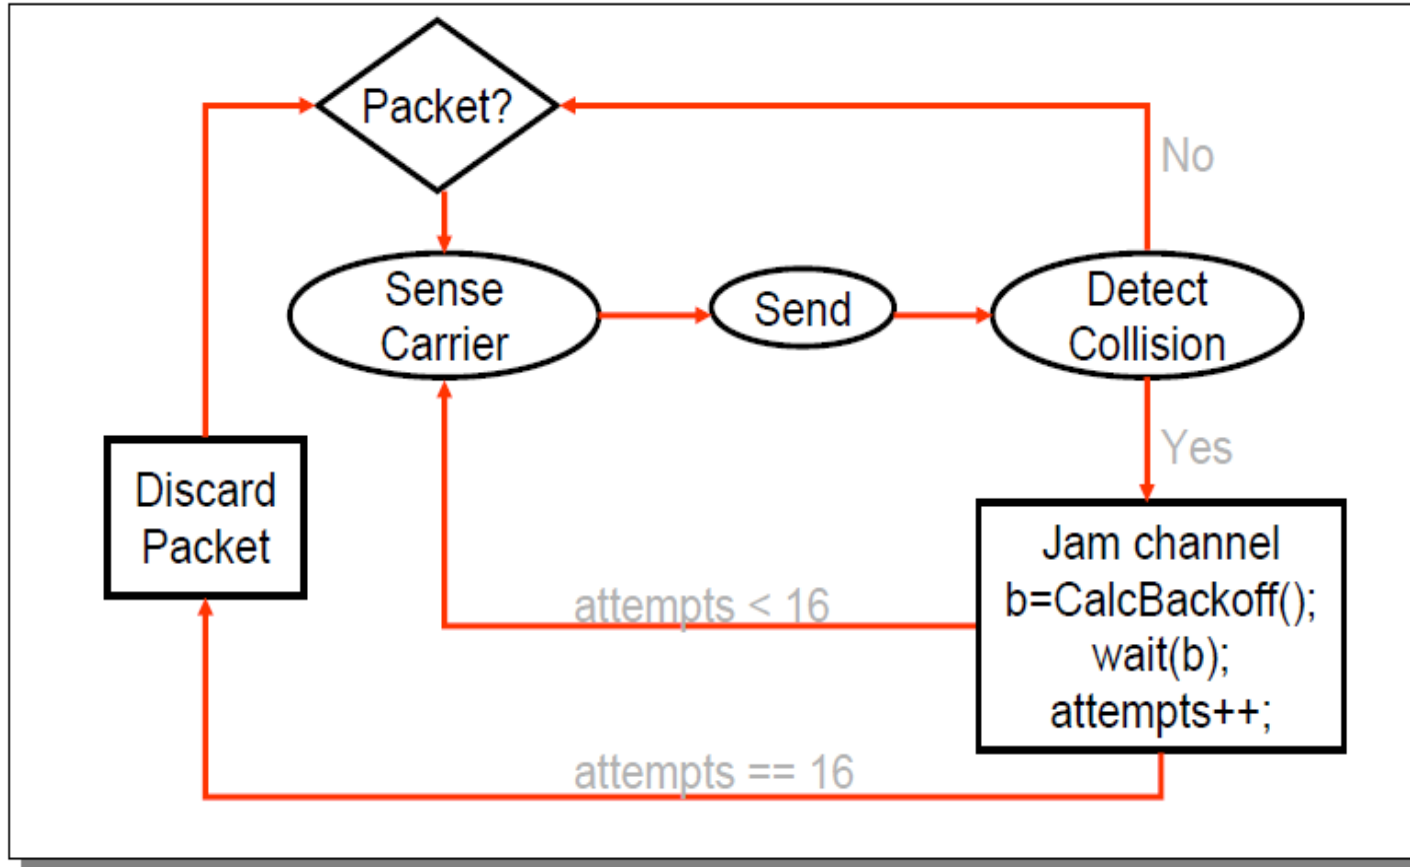 Packet?
No
Sense
Carrier
Send
Detect
Collision
Yes
Discard
Packet
Jam channel
b=CalcBackoff();
wait(b);
attempts++;
attempts < 16
attempts == 16